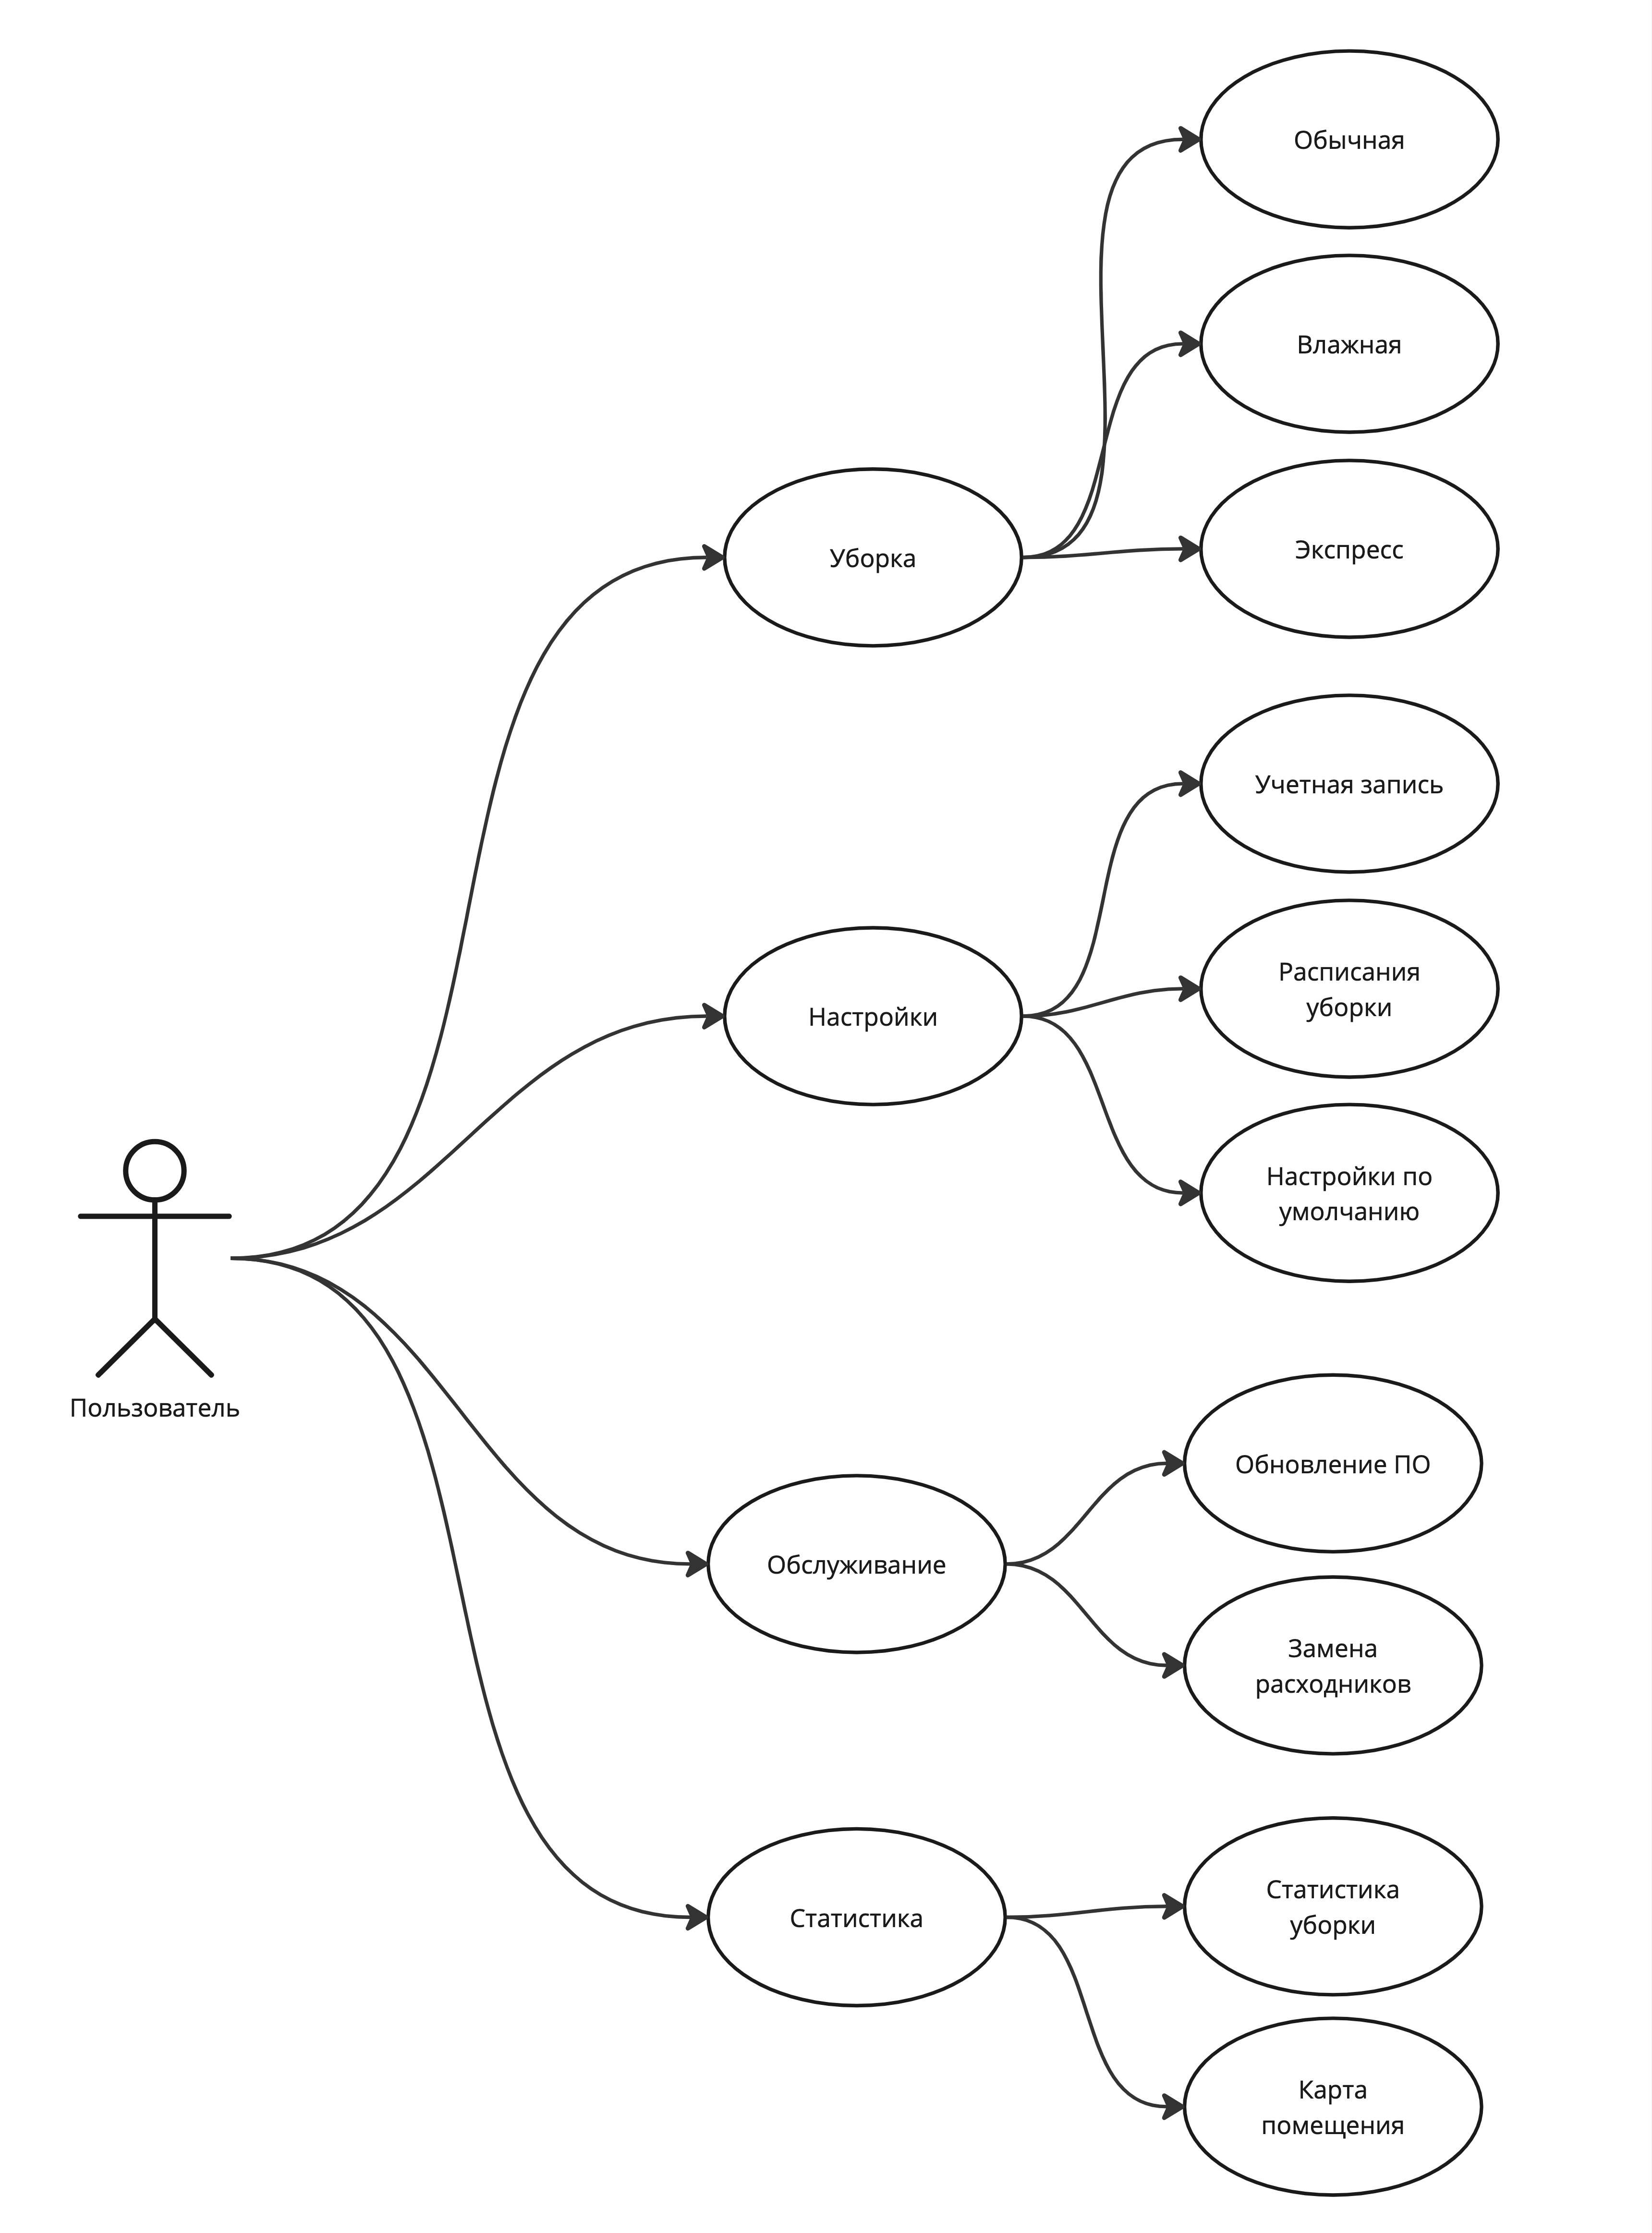 Обычная
Влажная
Экспресс
Уборка
Учетная запись
Расписания
уборки
Настройки
Настройки по
умолчанию
Пользователь
Обновление ПО
Обслуживание
Замена
расходников
Статистика
уборки
Статистика
Карта
помещения